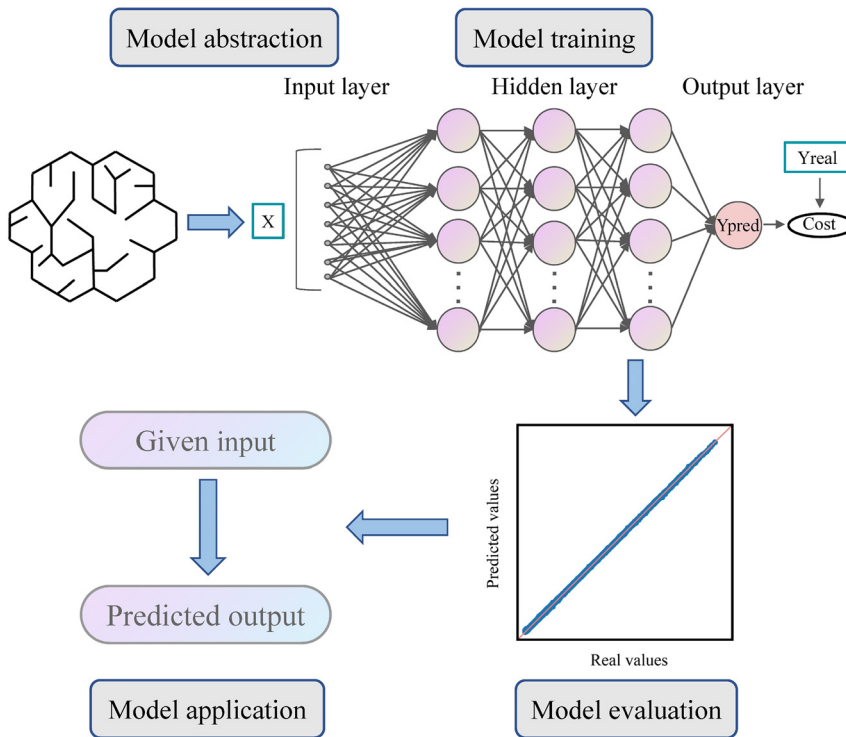 Model abstraction
Model training
Input layer
Hidden layer
Output layer
X
Yreal
Ypred
Cost
Given input
Predicted output
Predicted values
Real values
Model application
Model evaluation